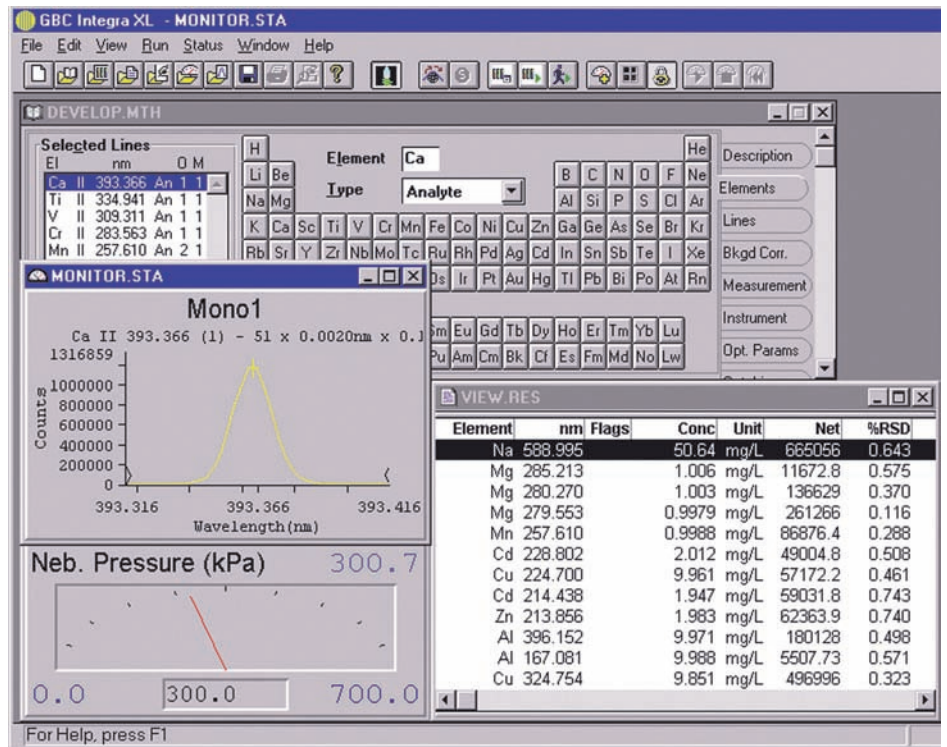 GBC Integra XL - MONITOR.STA
File Edit View Run Status Window Help
DEVELOP.MTH
Selected Lines
El nm O M
Ca II 393.366 An 1 1
Ti II 334.941 An 1 1
V II 309.311 An 1 1
Cr II 283.563 An 1 1
Mn II 257.610 An 2 1
Element Ca
Type Analyte
H He
Li Be B C N O F Ne
Na Mg Al Si P S Cl Ar
K Ca Sc Ti V Cr Mn Fe Co Ni Cu Zn Ga Ge As Se Br Kr
Rb Sr Y Zr Nb Mo Tc Ru Rh Pd Ag Cd In Sn Sb Te I Xe
Os Ir Pt Au Hg Tl Pb Bi Po At Rn
Sm Eu Gd Tb Dy Ho Er Tm Yb Lu
Pu Am Cm Bk Cf Es Fm Md No Lw
Description
Elements
Lines
Bkgd Corr.
Measurement
Instrument
Opt. Params
MONITOR.STA
Mono1
Ca II 393.366 (1) - 51 x 0.0020nm x 0.1
1316859
1000000
800000
600000
400000
200000
0
Counts
393.316 393.366 393.416
Wavelength(nm)
Neb. Pressure (kPa) 300.7
0.0 300.0 700.0
VIEW.RES
Element nm Flags Conc Unit Net %RSD
Na 588.995 50.64 mg/L 665056 0.643
Mg 285.213 1.006 mg/L 11672.8 0.575
Mg 280.270 1.003 mg/L 136629 0.370
Mg 279.553 0.9979 mg/L 261266 0.116
Mn 257.610 0.9988 mg/L 86876.4 0.288
Cd 228.802 2.012 mg/L 49004.8 0.508
Cu 224.700 9.961 mg/L 57172.2 0.461
Cd 214.438 1.947 mg/L 59031.8 0.743
Zn 213.856 1.983 mg/L 62363.9 0.740
Al 396.152 9.971 mg/L 180128 0.498
Al 167.081 9.988 mg/L 5507.73 0.571
Cu 324.754 9.851 mg/L 496996 0.323
For Help, press F1